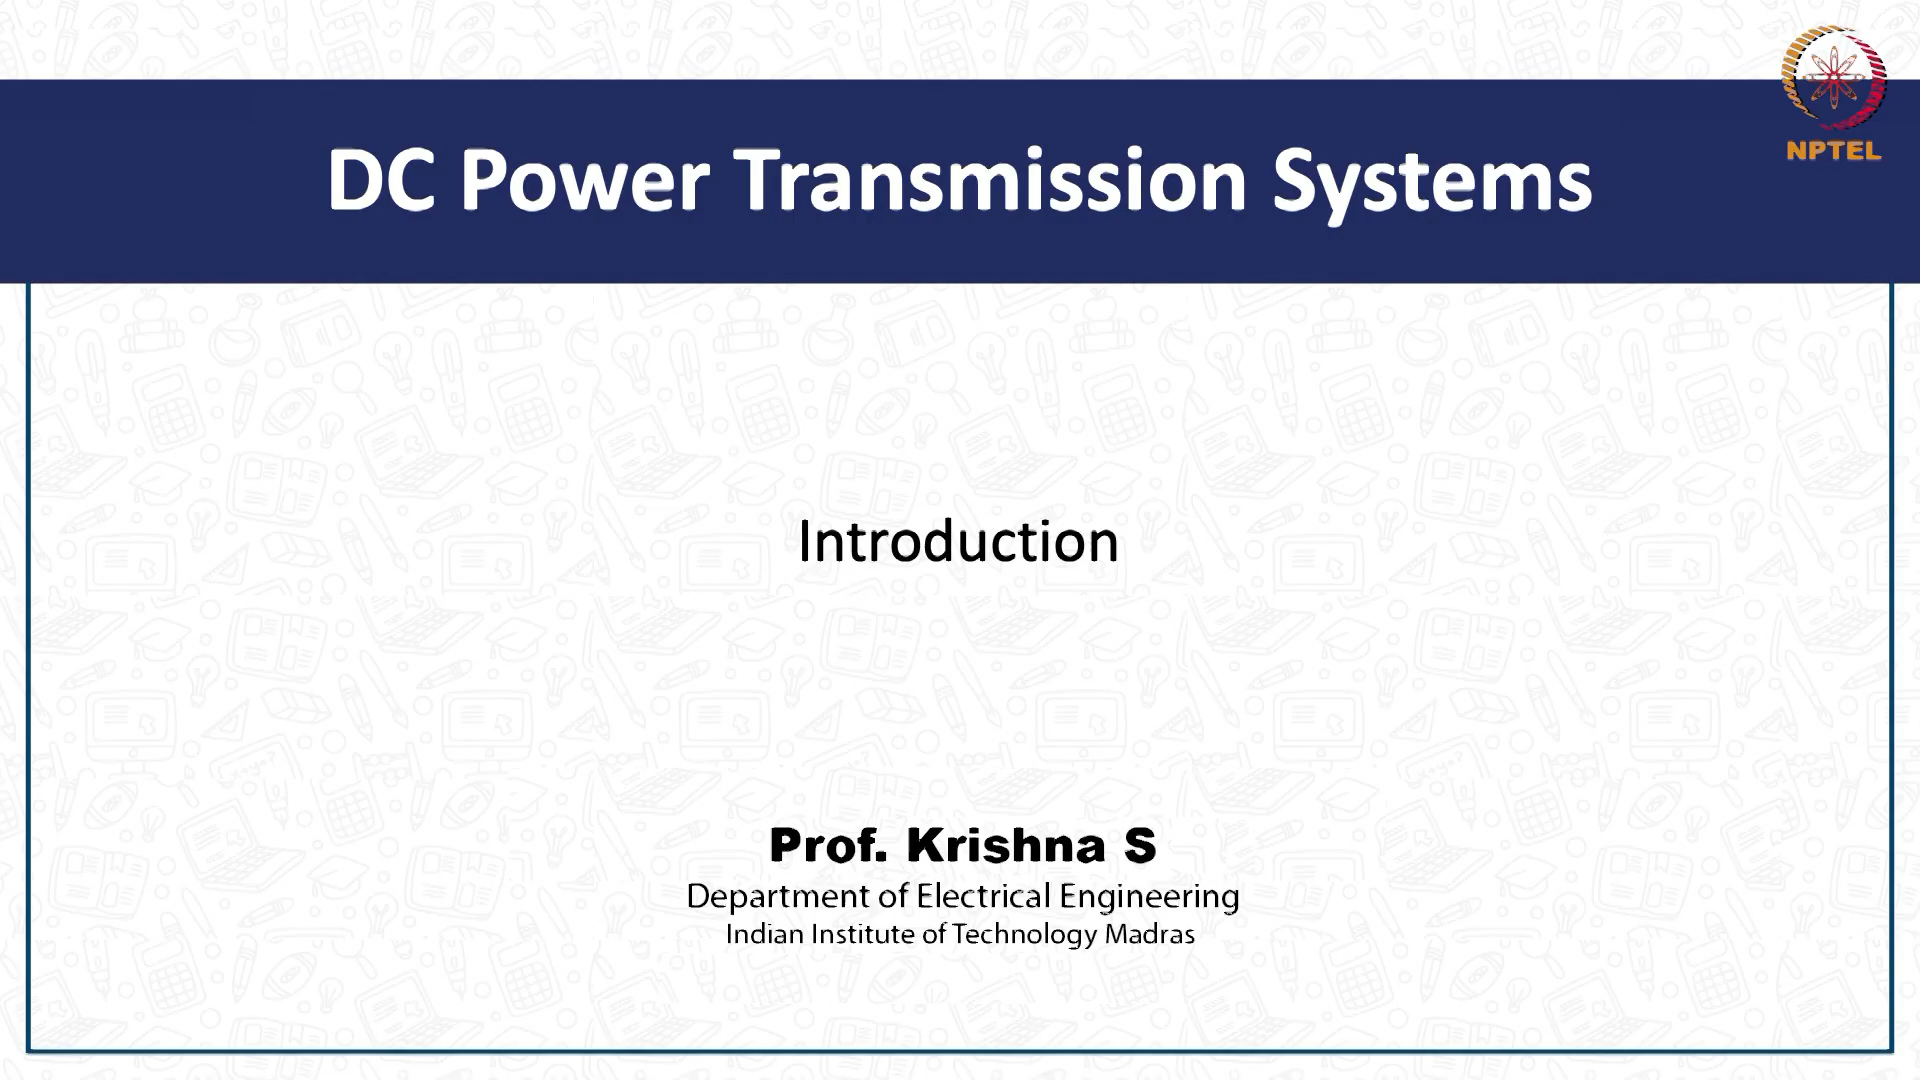 NPTEL
DC Power Transmission Systems
Introduction
Prof. Krishna S
Department of Electrical Engineering
Indian Institute of Technology Madras